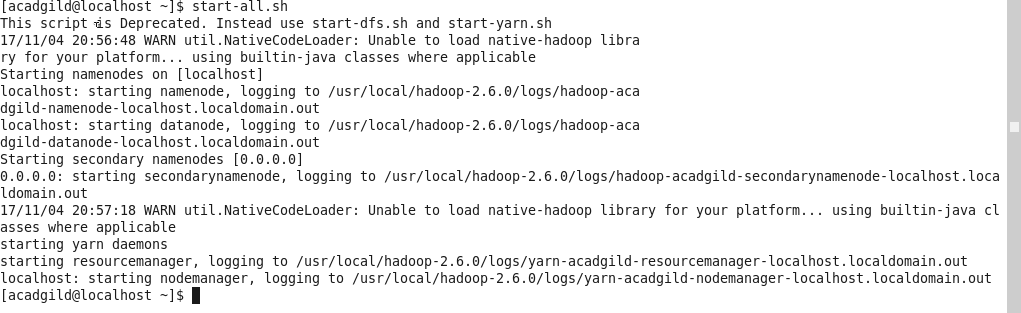 [acadgild@localhost ~]$ start-all.sh
This script is Deprecated. Instead use start-dfs.sh and start-yarn.sh
17/11/04 20:56:48 WARN util.NativeCodeLoader: Unable to load native-hadoop libra
ry for your platform... using builtin-java classes where applicable
Starting namenodes on [localhost]
localhost: starting namenode, logging to /usr/local/hadoop-2.6.0/logs/hadoop-aca
dgild-namenode-localhost.localdomain.out
localhost: starting datanode, logging to /usr/local/hadoop-2.6.0/logs/hadoop-aca
dgild-datanode-localhost.localdomain.out
Starting secondary namenodes [0.0.0.0]
0.0.0.0: starting secondarynamenode, logging to /usr/local/hadoop-2.6.0/logs/hadoop-acadgild-secondarynamenode-localhost.loca
ldomain.out
17/11/04 20:57:18 WARN util.NativeCodeLoader: Unable to load native-hadoop library for your platform... using builtin-java cl
asses where applicable
starting yarn daemons
starting resourcemanager, logging to /usr/local/hadoop-2.6.0/logs/yarn-acadgild-resourcemanager-localhost.localdomain.out
localhost: starting nodemanager, logging to /usr/local/hadoop-2.6.0/logs/yarn-acadgild-nodemanager-localhost.localdomain.out
[acadgild@localhost ~]$